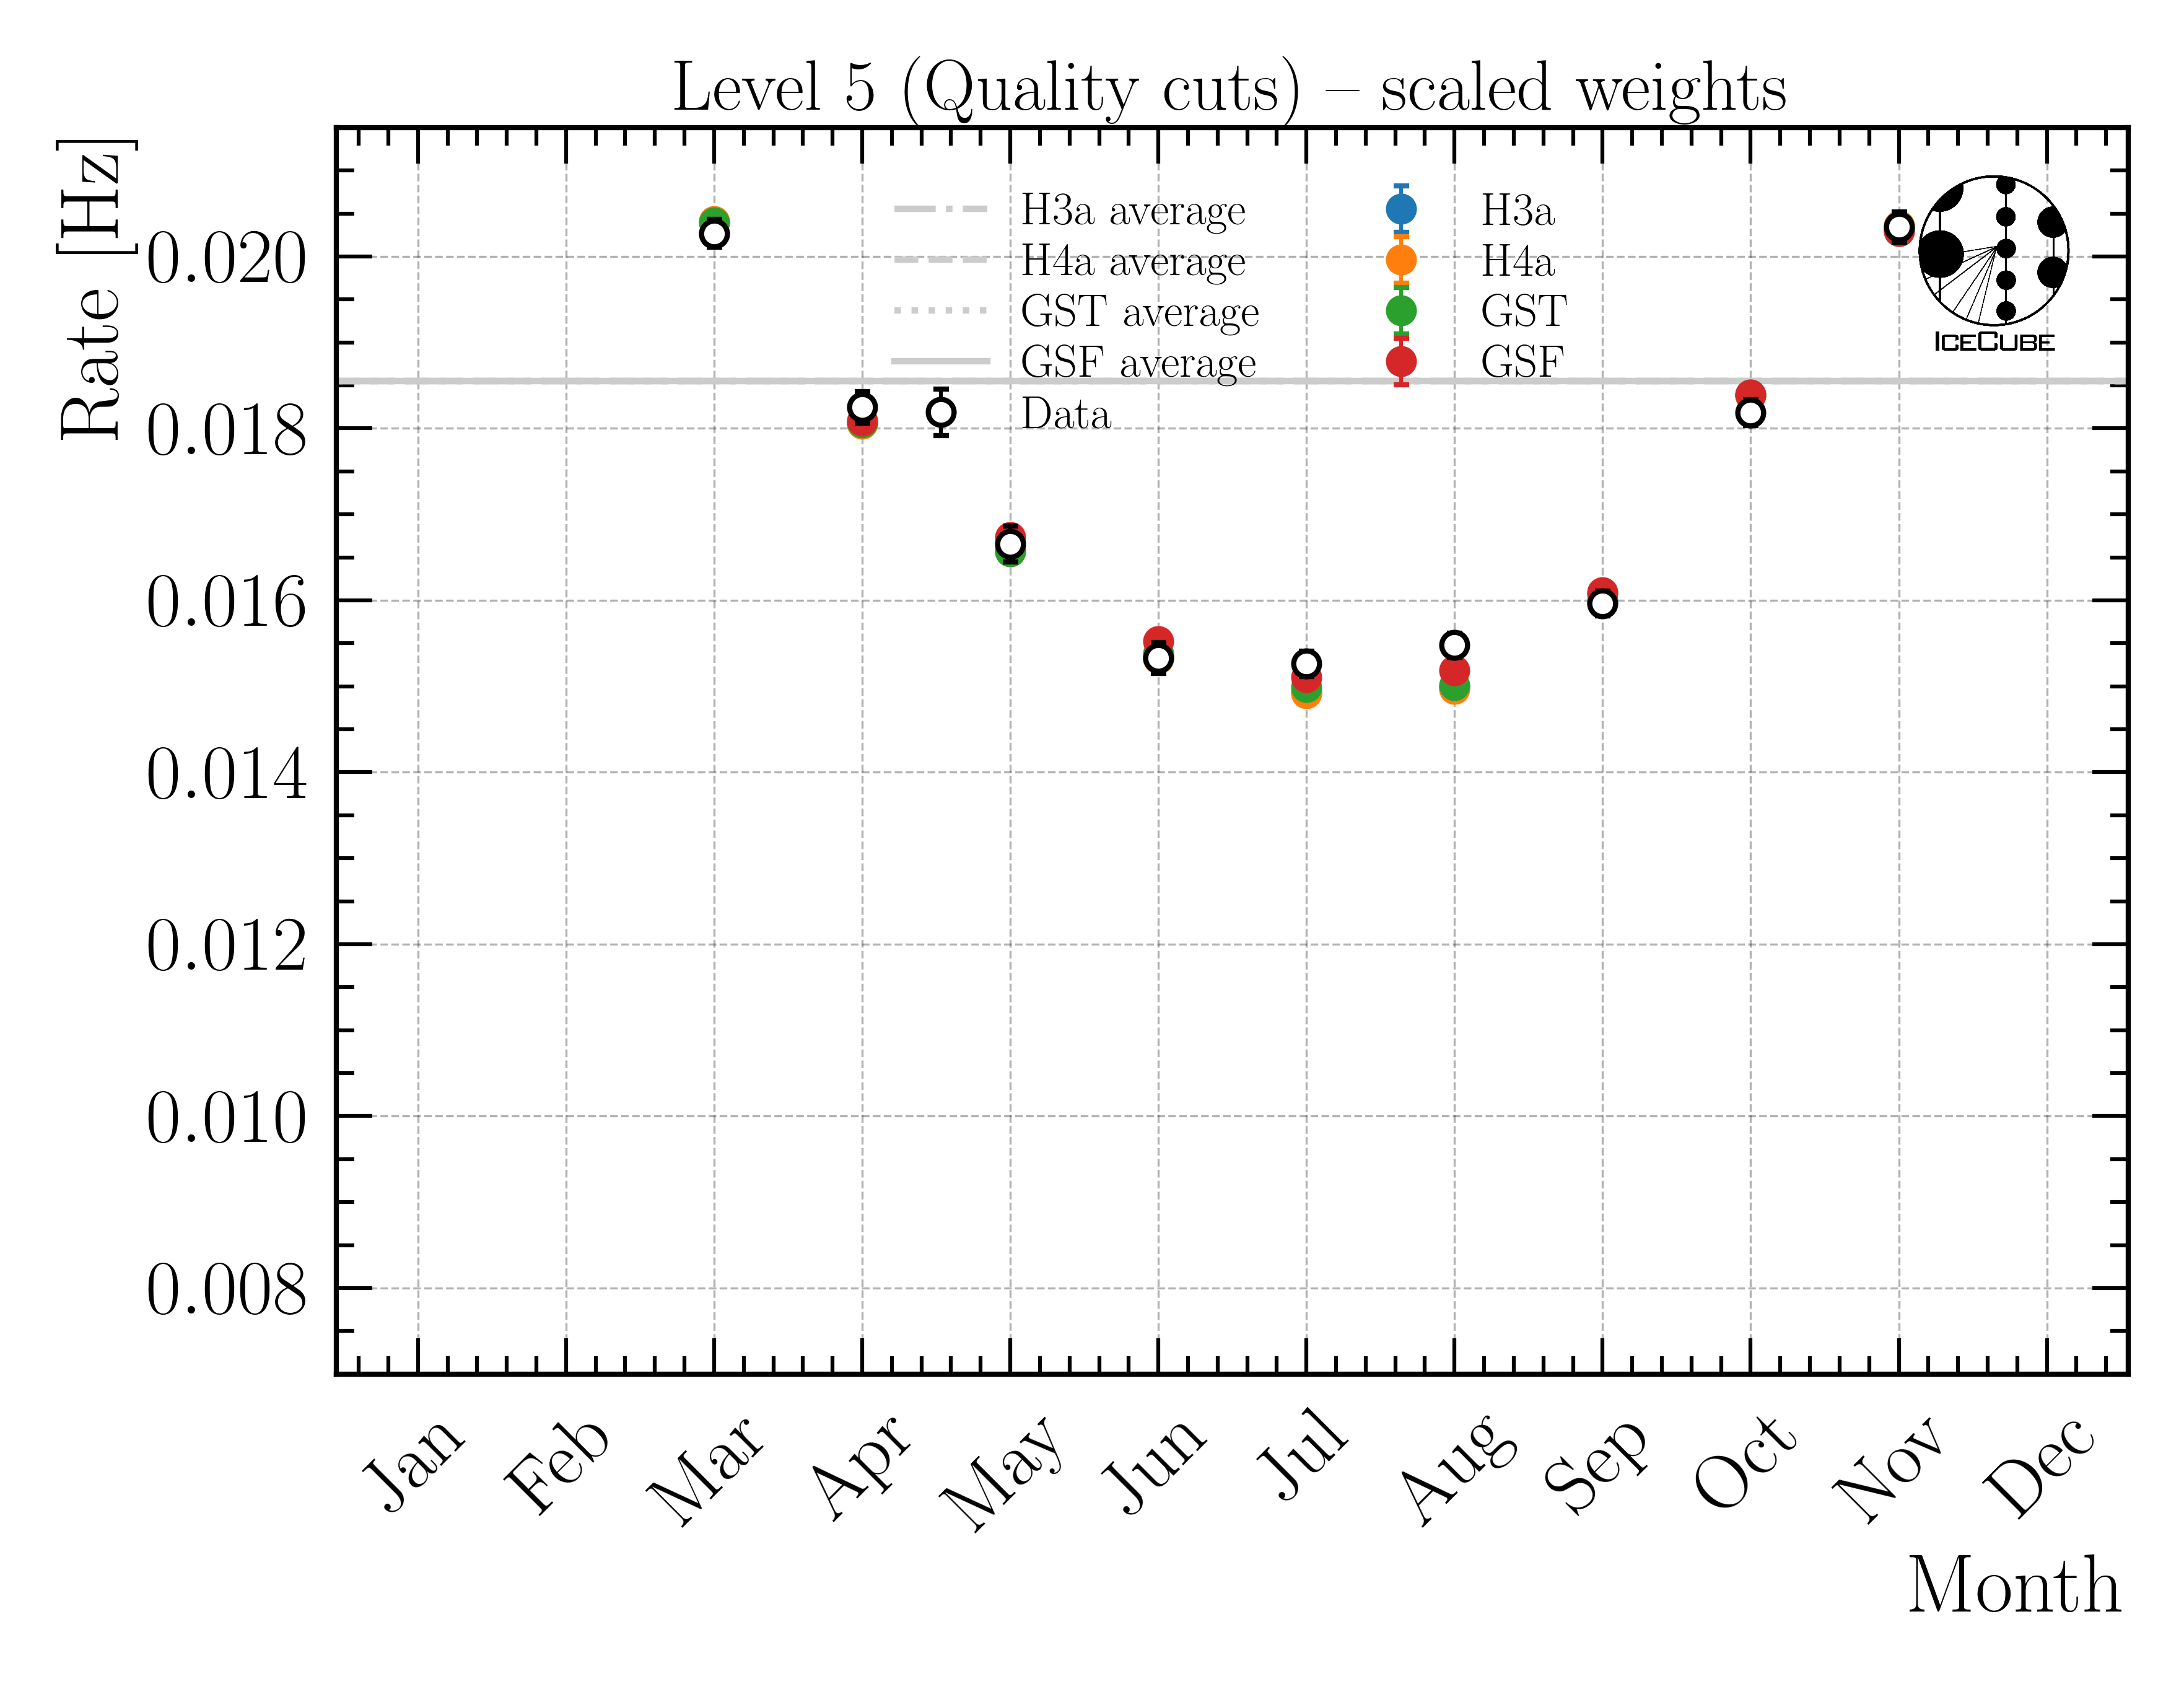 Level 5 (Quality cuts) – scaled weights
Rate [Hz]
0.020
0.018
0.016
0.014
0.012
0.010
0.008
H3a average
H4a average
GST average
GSF average
Data
H3a
H4a
GST
GSF
ICECUBE
Jan
Feb
Mar
Apr
May
Jun
Jul
Aug
Sep
Oct
Nov
Dec
Month